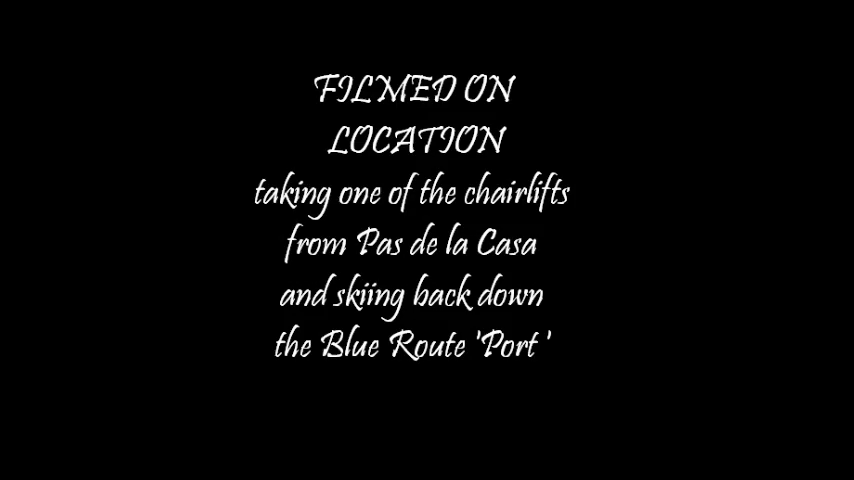 FILMED ON
LOCATION
taking one of the chairlifts
from Pas de la Casa
and skiing back down
the Blue Route 'Port '